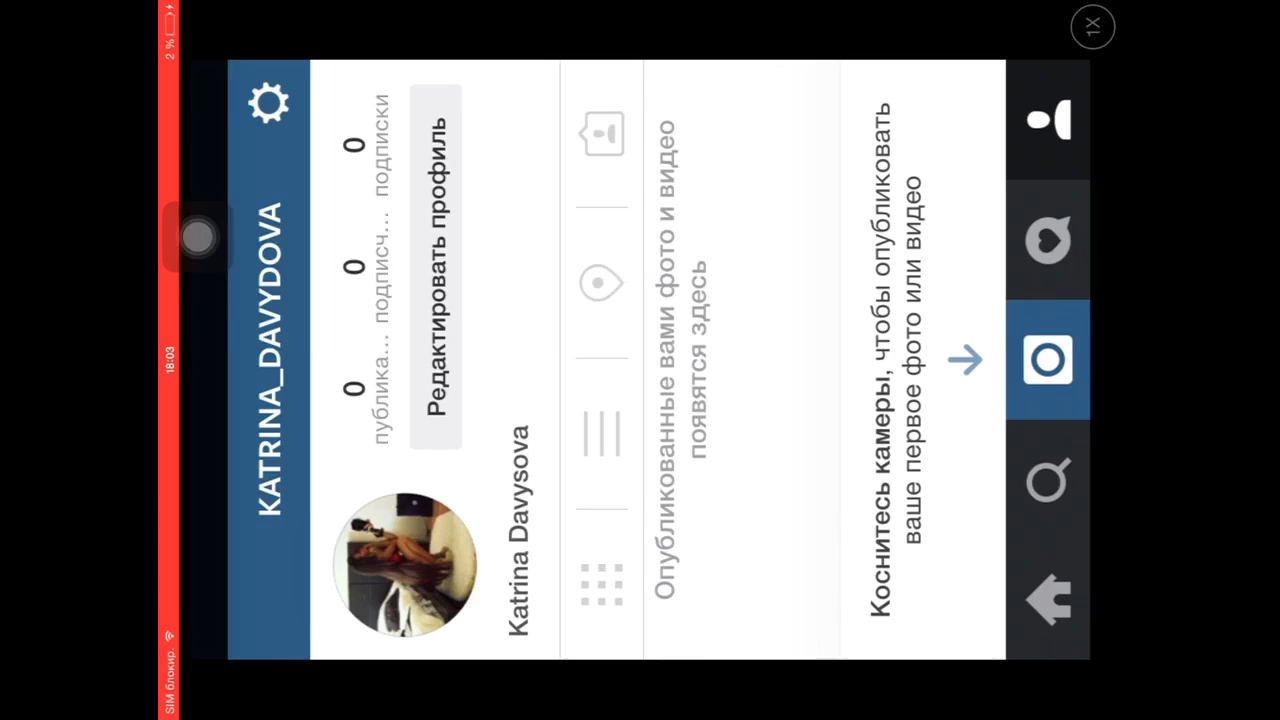 SIM блокир.
18:03
2 %
1X
KATRINA_DAVYDOVA
0
0
0
публика...
подписч...
подписки
Редактировать профиль
Katrina Davysova
Опубликованные вами фото и видео
появятся здесь
Коснитесь камеры, чтобы опубликовать
ваше первое фото или видео